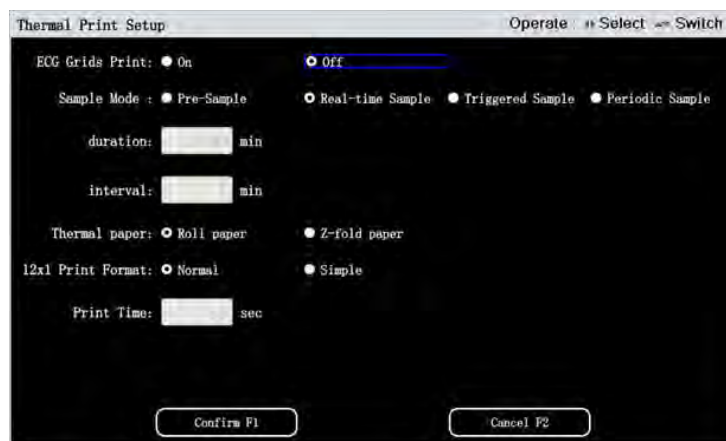 Thermal Print Setup Operate Select Switch
ECG Grids Print: On Off
Sample Mode : Pre-Sample Real-time Sample Triggered Sample Periodic Sample
duration: min
interval: min
Thermal paper: Roll paper Z-fold paper
12x1 Print Format: Normal Simple
Print Time: sec
Confirm F1 Cancel F2